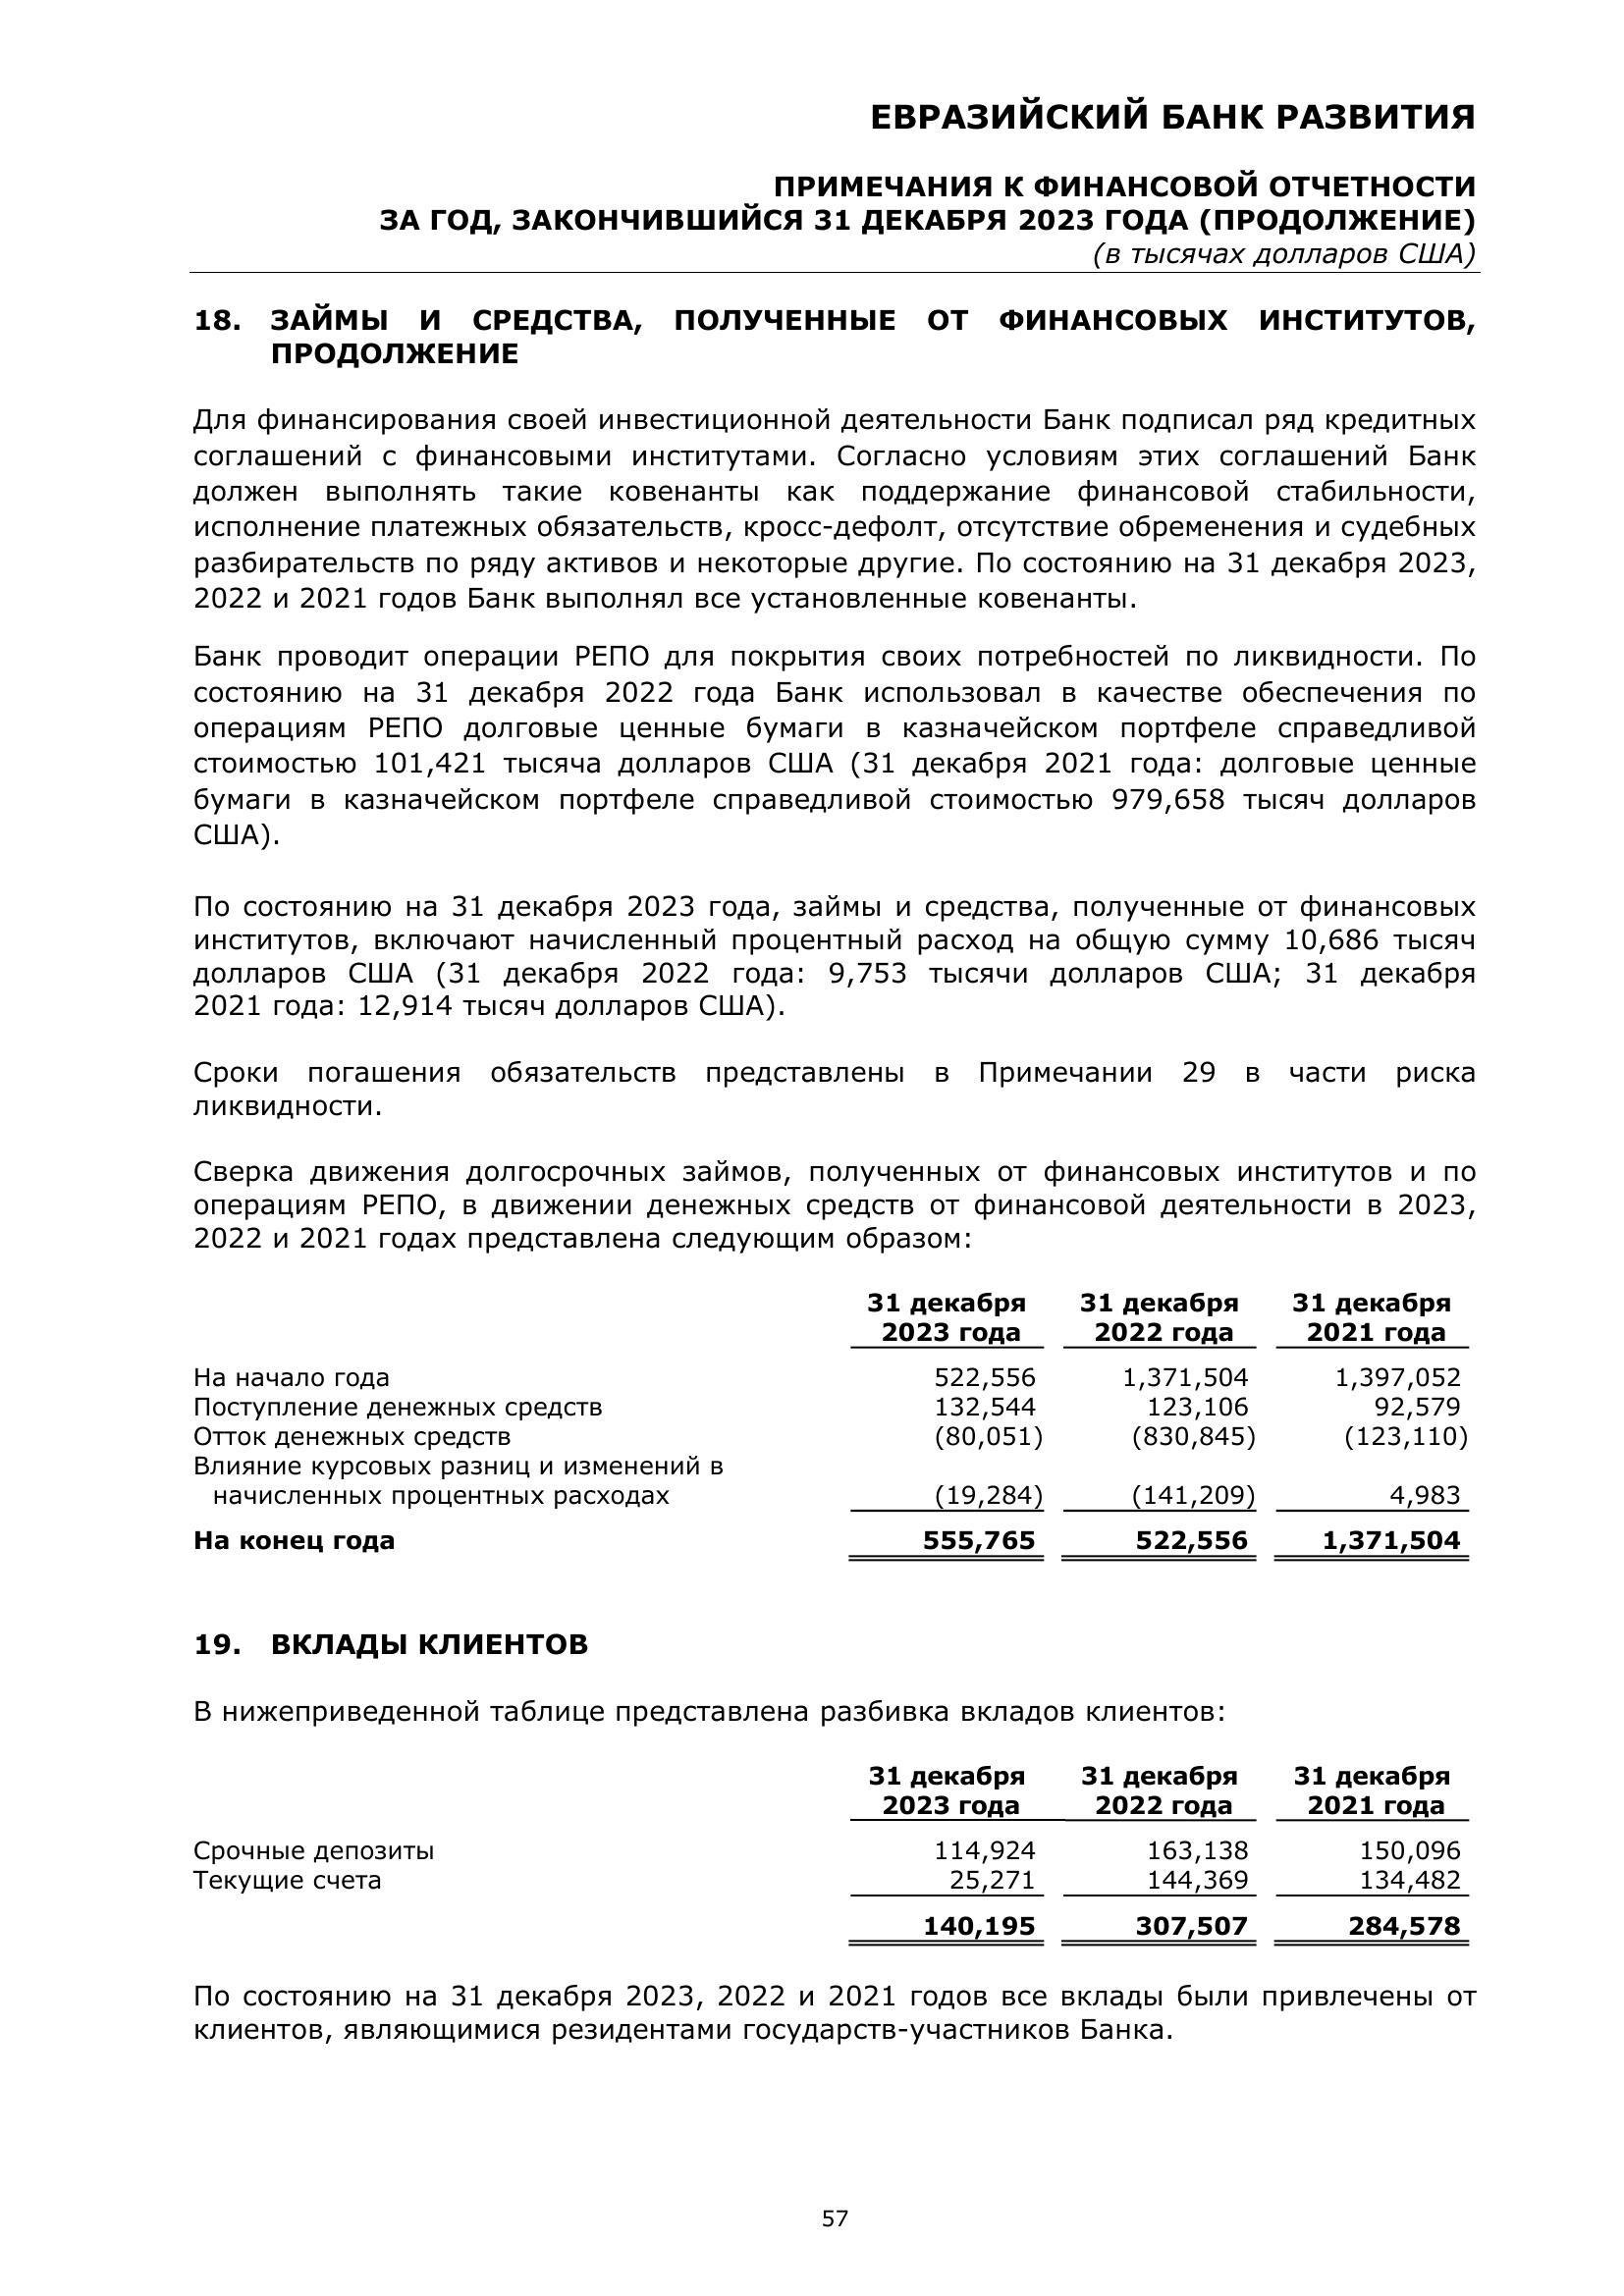 ЕВРАЗИЙСКИЙ БАНК РАЗВИТИЯ
ПРИМЕЧАНИЯ К ФИНАНСОВОЙ ОТЧЕТНОСТИ
ЗА ГОД, ЗАКОНЧИВШИЙСЯ 31 ДЕКАБРЯ 2023 ГОДА (ПРОДОЛЖЕНИЕ)
(в тысячах долларов США)
18. ЗАЙМЫ И СРЕДСТВА, ПОЛУЧЕННЫЕ ОТ ФИНАНСОВЫХ ИНСТИТУТОВ,
ПРОДОЛЖЕНИЕ
Для финансирования своей инвестиционной деятельности Банк подписал ряд кредитных
соглашений с финансовыми институтами. Согласно условиям этих соглашений Банк
должен выполнять такие ковенанты как поддержание финансовой стабильности,
исполнение платежных обязательств, кросс-дефолт, отсутствие обременения и судебных
разбирательств по ряду активов и некоторые другие. По состоянию на 31 декабря 2023,
2022 и 2021 годов Банк выполнял все установленные ковенанты.
Банк проводит операции РЕПО для покрытия своих потребностей по ликвидности. По
состоянию на 31 декабря 2022 года Банк использовал в качестве обеспечения по
операциям РЕПО долговые ценные бумаги в казначейском портфеле справедливой
стоимостью 101,421 тысяча долларов США (31 декабря 2021 года: долговые ценные
бумаги в казначейском портфеле справедливой стоимостью 979,658 тысяч долларов
США).
По состоянию на 31 декабря 2023 года, займы и средства, полученные от финансовых
институтов, включают начисленный процентный расход на общую сумму 10,686 тысяч
долларов США (31 декабря 2022 года: 9,753 тысячи долларов США; 31 декабря
2021 года: 12,914 тысяч долларов США).
Сроки погашения обязательств представлены в Примечании 29 в части риска
ликвидности.
Сверка движения долгосрочных займов, полученных от финансовых институтов и по
операциям РЕПО, в движении денежных средств от финансовой деятельности в 2023,
2022 и 2021 годах представлена следующим образом:
31 декабря 31 декабря 31 декабря
2023 года 2022 года 2021 года
На начало года 522,556 1,371,504 1,397,052
Поступление денежных средств 132,544 123,106 92,579
Отток денежных средств (80,051) (830,845) (123,110)
Влияние курсовых разниц и изменений в
начисленных процентных расходах (19,284) (141,209) 4,983
На конец года 555,765 522,556 1,371,504
19. ВКЛАДЫ КЛИЕНТОВ
В нижеприведенной таблице представлена разбивка вкладов клиентов:
31 декабря 31 декабря 31 декабря
2023 года 2022 года 2021 года
Срочные депозиты 114,924 163,138 150,096
Текущие счета 25,271 144,369 134,482
140,195 307,507 284,578
По состоянию на 31 декабря 2023, 2022 и 2021 годов все вклады были привлечены от
клиентов, являющимися резидентами государств-участников Банка.
57